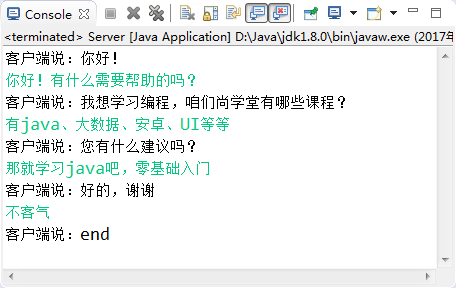 Console
<terminated> Server [Java Application] D:\Java\jdk1.8.0\bin\javaw.exe (2017年
客户端说：你好！
你好！有什么需要帮助的吗？
客户端说：我想学习编程，咱们尚学堂有哪些课程？
有java、大数据、安卓、UI等等
客户端说：您有什么建议吗？
那就学习java吧，零基础入门
客户端说：好的，谢谢
不客气
客户端说：end